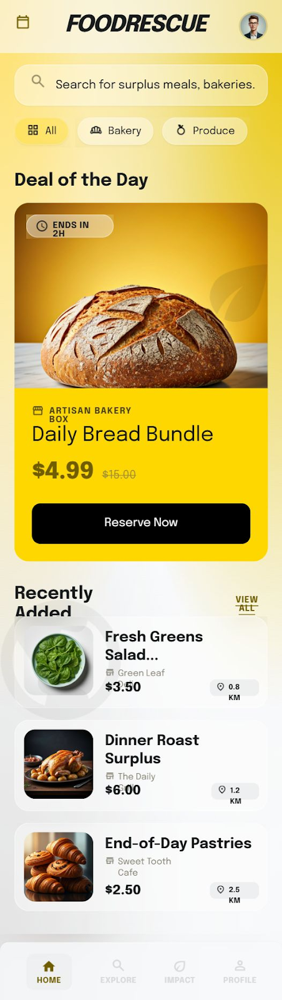 FOODRESCUE
Search for surplus meals, bakeries.
All
Bakery
Produce
Deal of the Day
ENDS IN
2H
ARTISAN BAKERY
BOX
Daily Bread Bundle
$4.99 $15.00
Reserve Now
Recently
Added
VIEW
ALL
Fresh Greens
Salad...
Green Leaf
Deli
$3.50
0.8
KM
Dinner Roast
Surplus
The Daily
$6.00
1.2
KM
End-of-Day Pastries
Sweet Tooth
Cafe
$2.50
2.5
KM
HOME
EXPLORE
IMPACT
PROFILE